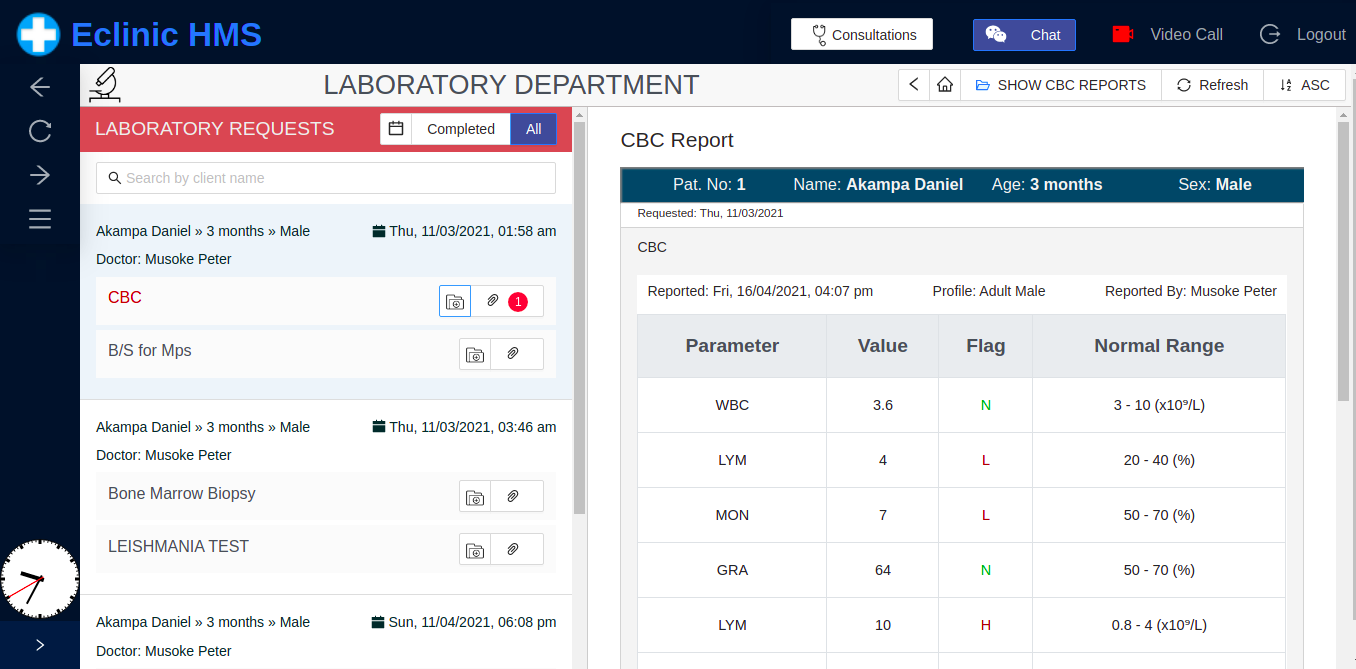 Eclinic HMS
Consultations
Chat
Video Call
Logout
LABORATORY DEPARTMENT
SHOW CBC REPORTS
Refresh
ASC
LABORATORY REQUESTS
Completed
All
Search by client name
Akampa Daniel » 3 months » Male
Thu, 11/03/2021, 01:58 am
Doctor: Musoke Peter
CBC
1
B/S for Mps
Akampa Daniel » 3 months » Male
Thu, 11/03/2021, 03:46 am
Doctor: Musoke Peter
Bone Marrow Biopsy
LEISHMANIA TEST
Akampa Daniel » 3 months » Male
Sun, 11/04/2021, 06:08 pm
Doctor: Musoke Peter
CBC Report
Pat. No: 1 Name: Akampa Daniel Age: 3 months Sex: Male
Requested: Thu, 11/03/2021
CBC
Reported: Fri, 16/04/2021, 04:07 pm Profile: Adult Male Reported By: Musoke Peter
Parameter Value Flag Normal Range
WBC 3.6 N 3 - 10 (x10⁹/L)
LYM 4 L 20 - 40 (%)
MON 7 L 50 - 70 (%)
GRA 64 N 50 - 70 (%)
LYM 10 H 0.8 - 4 (x10⁹/L)